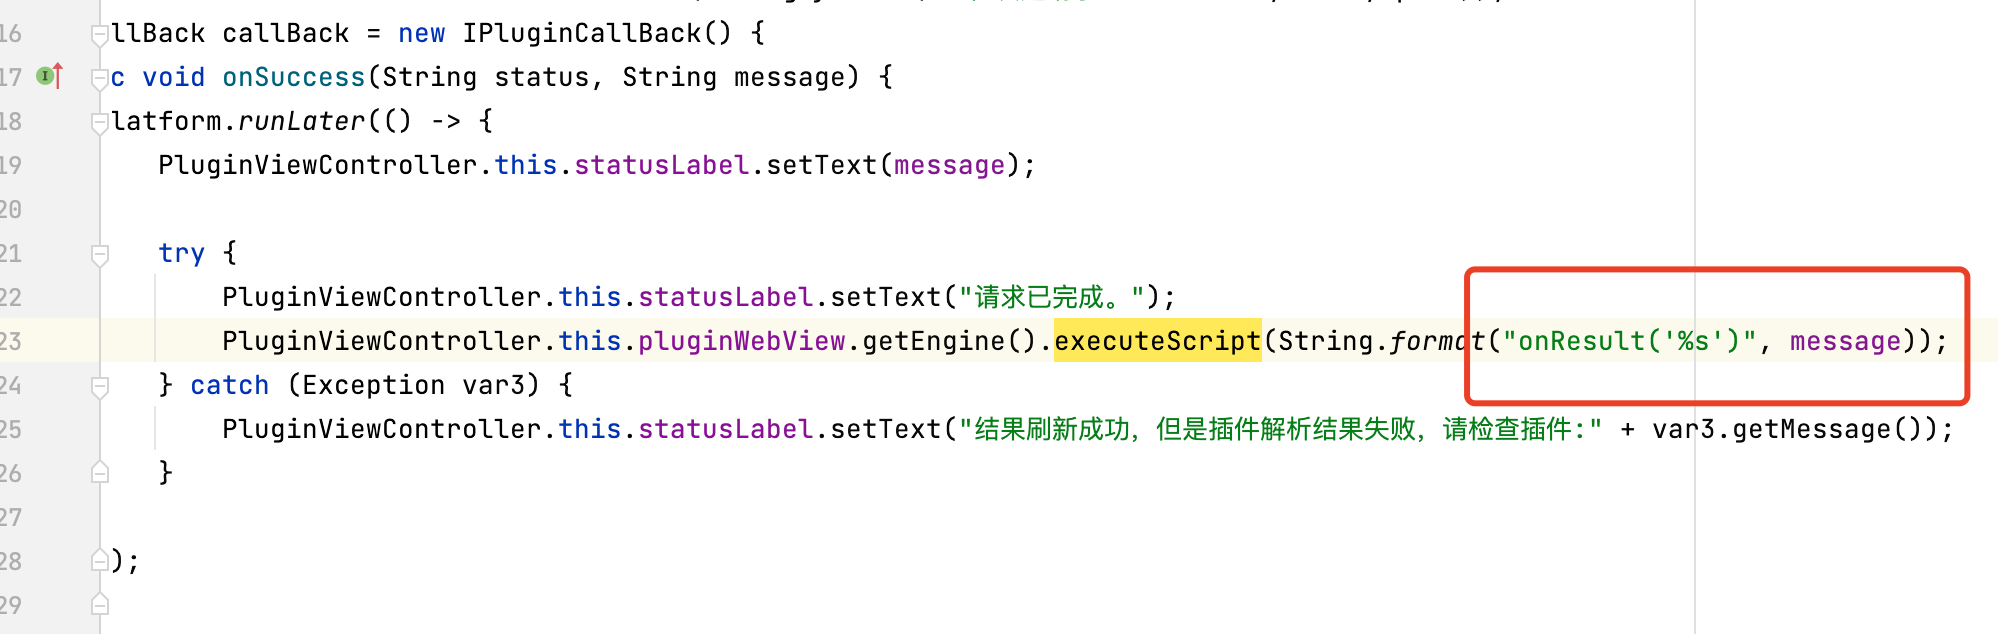 16 llBack callBack = new IPluginCallBack() {
17 c void onSuccess(String status, String message) {
18 latform.runLater(() -> {
19 PluginViewController.this.statusLabel.setText(message);
20
21 try {
22 PluginViewController.this.statusLabel.setText("请求已完成。");
23 PluginViewController.this.pluginWebView.getEngine().executeScript(String.format("onResult('%s')", message));
24 } catch (Exception var3) {
25 PluginViewController.this.statusLabel.setText("结果刷新成功，但是插件解析结果失败，请检查插件:" + var3.getMessage());
26 }
27
28 );
29